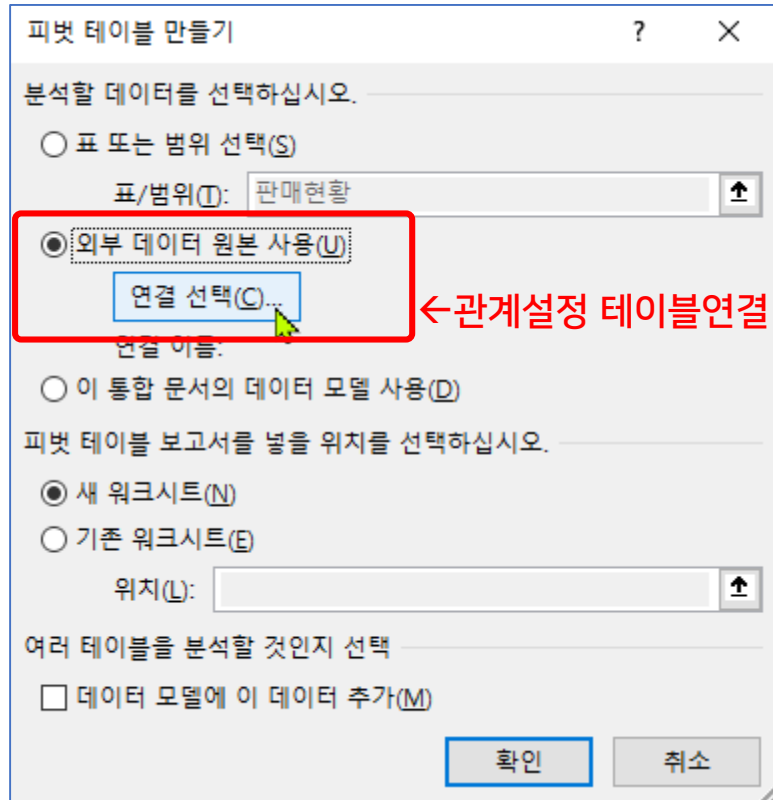 피벗 테이블 만들기 ? ×
분석할 데이터를 선택하십시오.
표 또는 범위 선택(S)
표/범위(T): 판매현황
외부 데이터 원본 사용(U)
연결 선택(C)...
←관계설정 테이블연결
연결 이름:
이 통합 문서의 데이터 모델 사용(D)
피벗 테이블 보고서를 넣을 위치를 선택하십시오.
새 워크시트(N)
기존 워크시트(E)
위치(L):
여러 테이블을 분석할 것인지 선택
데이터 모델에 이 데이터 추가(M)
확인 취소